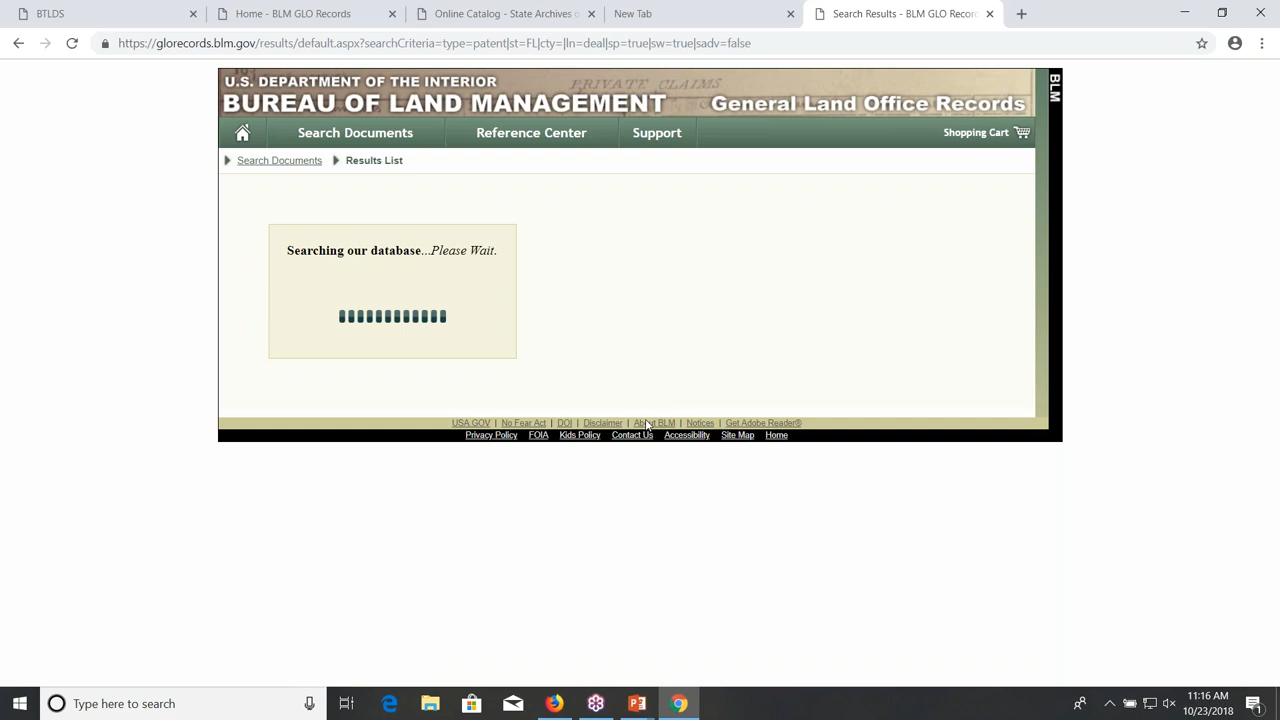 BTLDS
Home - BLM GLO Records
Online Catalog - State Archives o
New Tab
Search Results - BLM GLO Recor
https://glorecords.blm.gov/results/default.aspx?searchCriteria=type=patent|st=FL|cty=|ln=deal|sp=true|sw=true|sadv=false
U.S. DEPARTMENT OF THE INTERIOR
PRIVATE CLAIMS
BUREAU OF LAND MANAGEMENT
General Land Office Records
BLM
Search Documents
Reference Center
Support
Shopping Cart
Search Documents
Results List
Searching our database...Please Wait.
USA.GOV | No Fear Act | DOI | Disclaimer | About BLM | Notices | Get Adobe Reader®
Privacy Policy FOIA Kids Policy Contact Us Accessibility Site Map Home
Type here to search
11:16 AM
10/23/2018
1